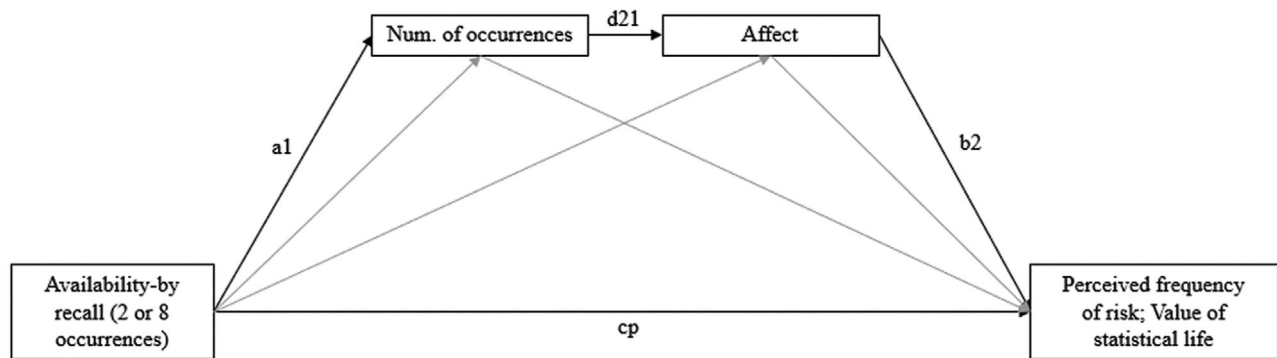 d21
Num. of occurrences
Affect
a1
b2
Availability-by
recall (2 or 8
occurrences)
cp
Perceived frequency
of risk; Value of
statistical life